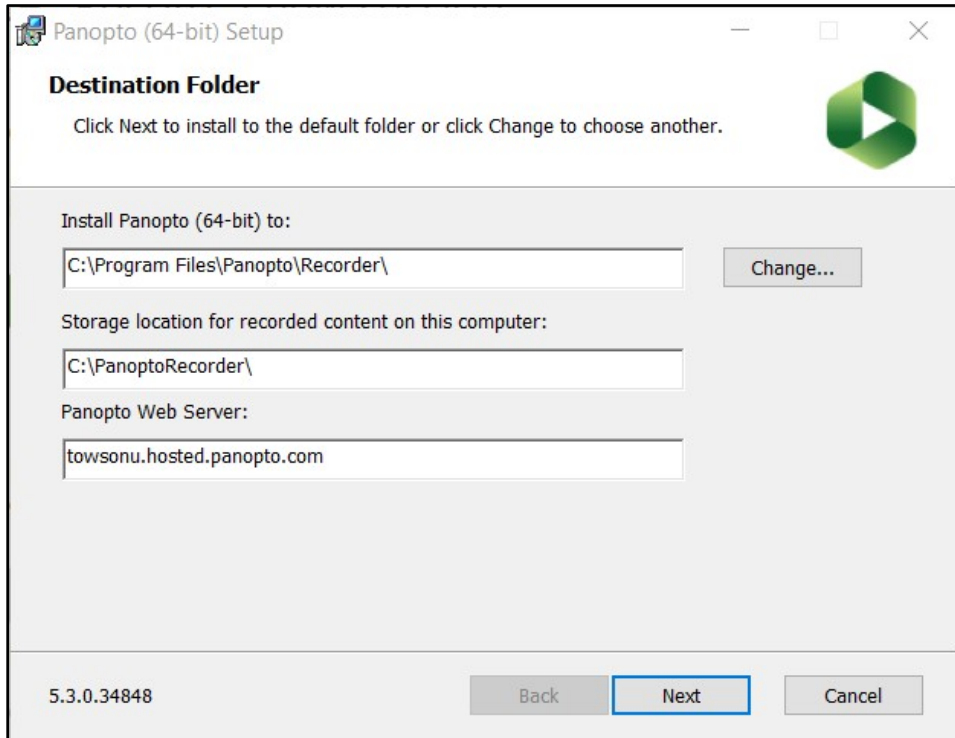 Panopto (64-bit) Setup
Destination Folder
Click Next to install to the default folder or click Change to choose another.
Install Panopto (64-bit) to:
C:\Program Files\Panopto\Recorder\
Change...
Storage location for recorded content on this computer:
C:\PanoptoRecorder\
Panopto Web Server:
towsonu.hosted.panopto.com
5.3.0.34848
Back
Next
Cancel